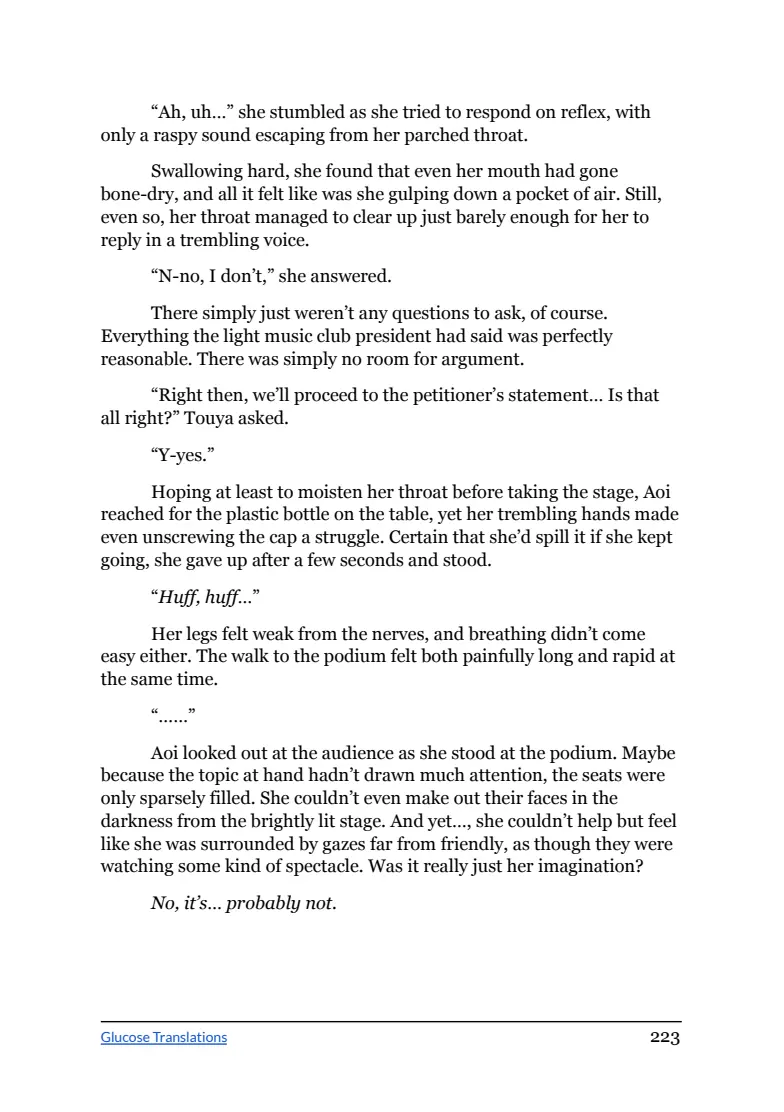 “Ah, uh…” she stumbled as she tried to respond on reflex, with
only a raspy sound escaping from her parched throat.
Swallowing hard, she found that even her mouth had gone
bone-dry, and all it felt like was she gulping down a pocket of air. Still,
even so, her throat managed to clear up just barely enough for her to
reply in a trembling voice.
“N-no, I don’t,” she answered.
There simply just weren’t any questions to ask, of course.
Everything the light music club president had said was perfectly
reasonable. There was simply no room for argument.
“Right then, we’ll proceed to the petitioner’s statement… Is that
all right?” Touya asked.
“Y-yes.”
Hoping at least to moisten her throat before taking the stage, Aoi
reached for the plastic bottle on the table, yet her trembling hands made
even unscrewing the cap a struggle. Certain that she’d spill it if she kept
going, she gave up after a few seconds and stood.
“Huff, huff…”
Her legs felt weak from the nerves, and breathing didn’t come
easy either. The walk to the podium felt both painfully long and rapid at
the same time.
“……”
Aoi looked out at the audience as she stood at the podium. Maybe
because the topic at hand hadn’t drawn much attention, the seats were
only sparsely filled. She couldn’t even make out their faces in the
darkness from the brightly lit stage. And yet…, she couldn’t help but feel
like she was surrounded by gazes far from friendly, as though they were
watching some kind of spectacle. Was it really just her imagination?
No, it’s… probably not.
Glucose Translations
223